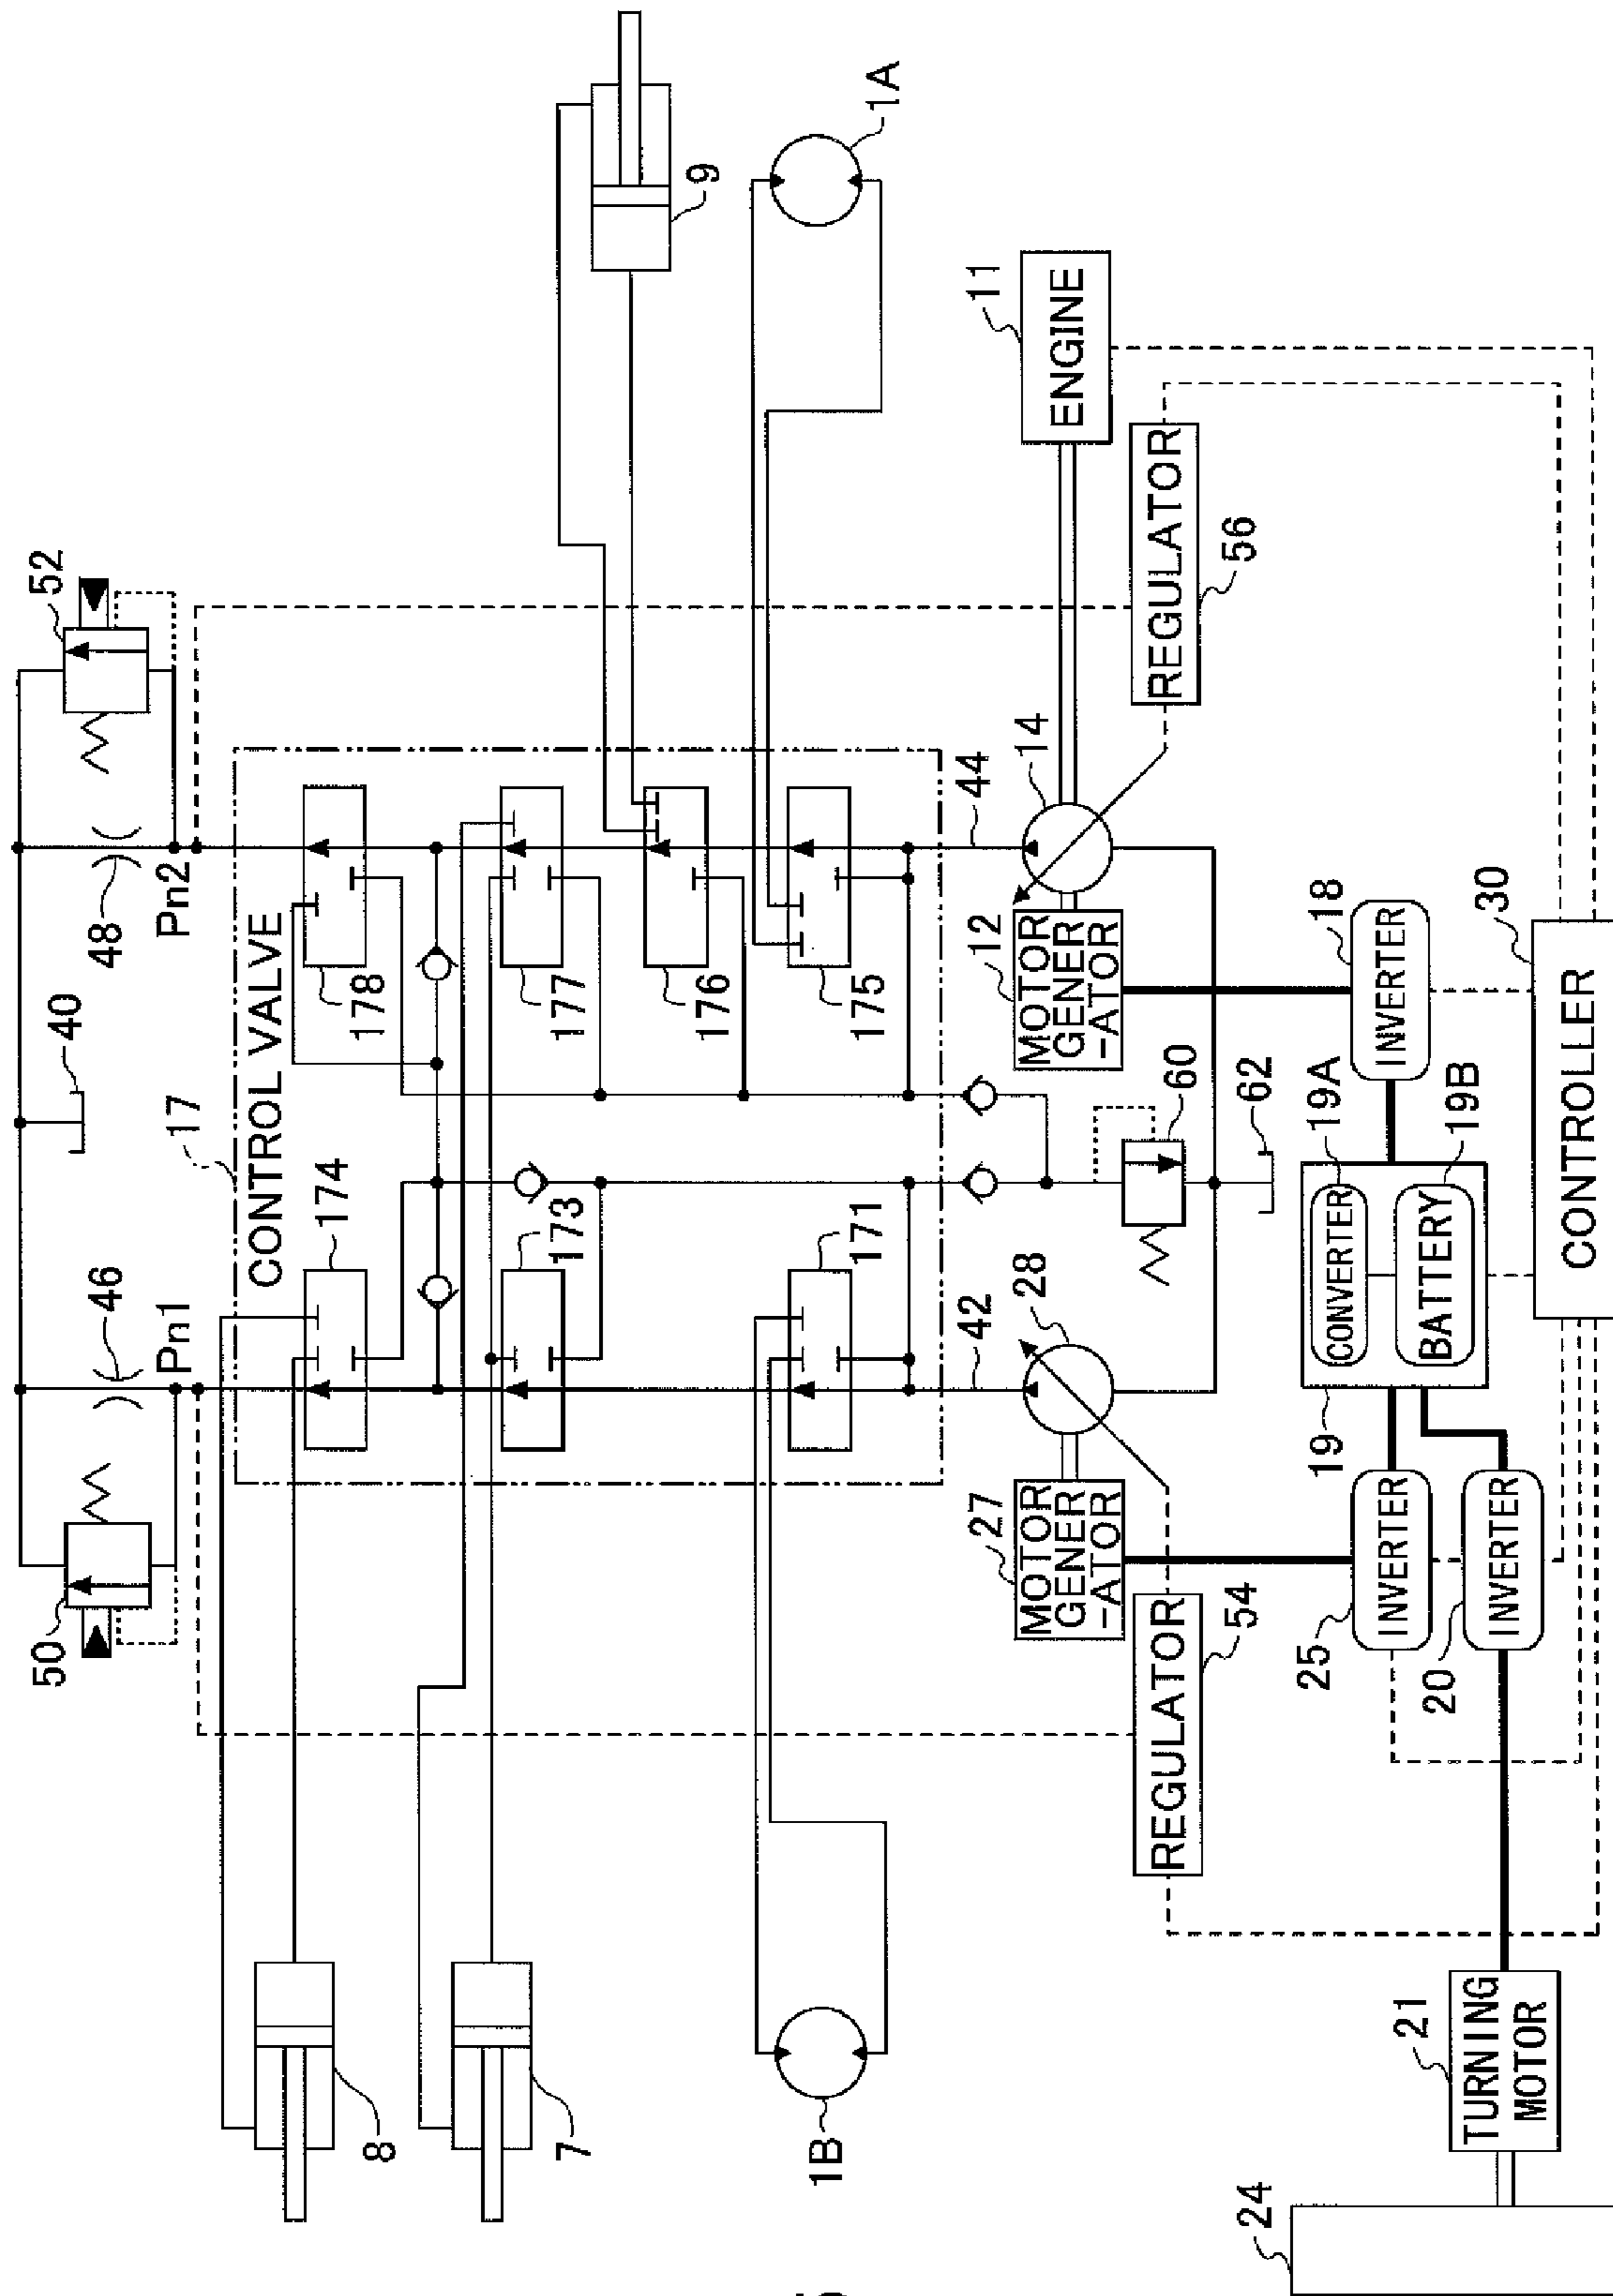 50
46
40
48
52
Pn1
Pn2
17
CONTROL VALVE
174
178
173
177
176
171
175
8
7
1B
9
1A
42
28
44
14
11
ENGINE
27
MOTOR
GENER
-ATOR
12
MOTOR
GENER
-ATOR
REGULATOR
54
REGULATOR
56
60
62
18
INVERTER
19A
CONVERTER
19B
BATTERY
19
25
INVERTER
20
INVERTER
30
CONTROLLER
21
TURNING
MOTOR
24